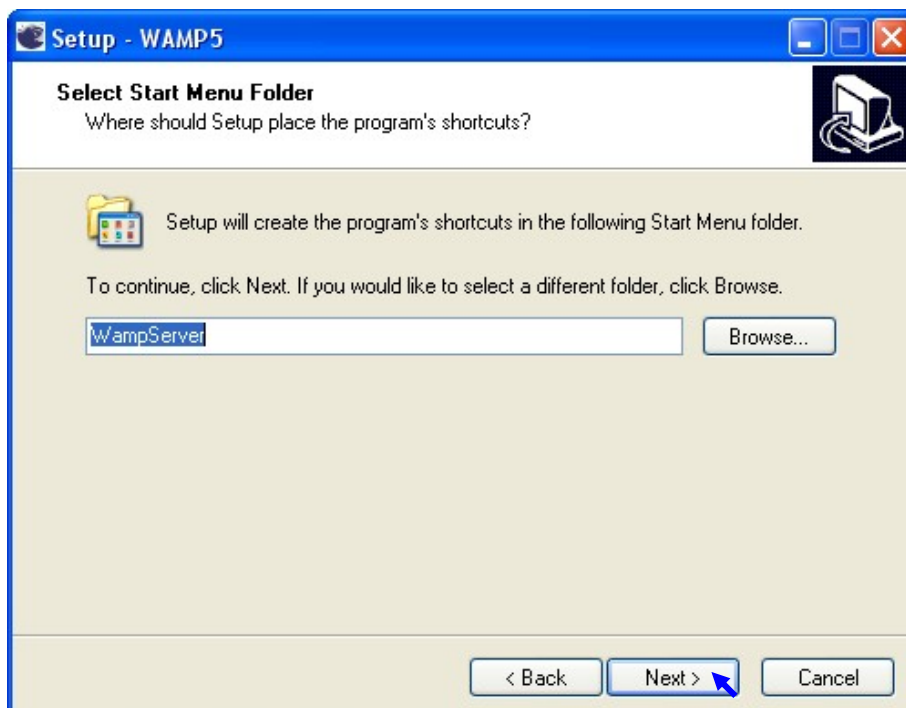 Setup - WAMP5
Select Start Menu Folder
Where should Setup place the program's shortcuts?
Setup will create the program's shortcuts in the following Start Menu folder.
To continue, click Next. If you would like to select a different folder, click Browse.
WampServer
Browse...
< Back
Next >
Cancel